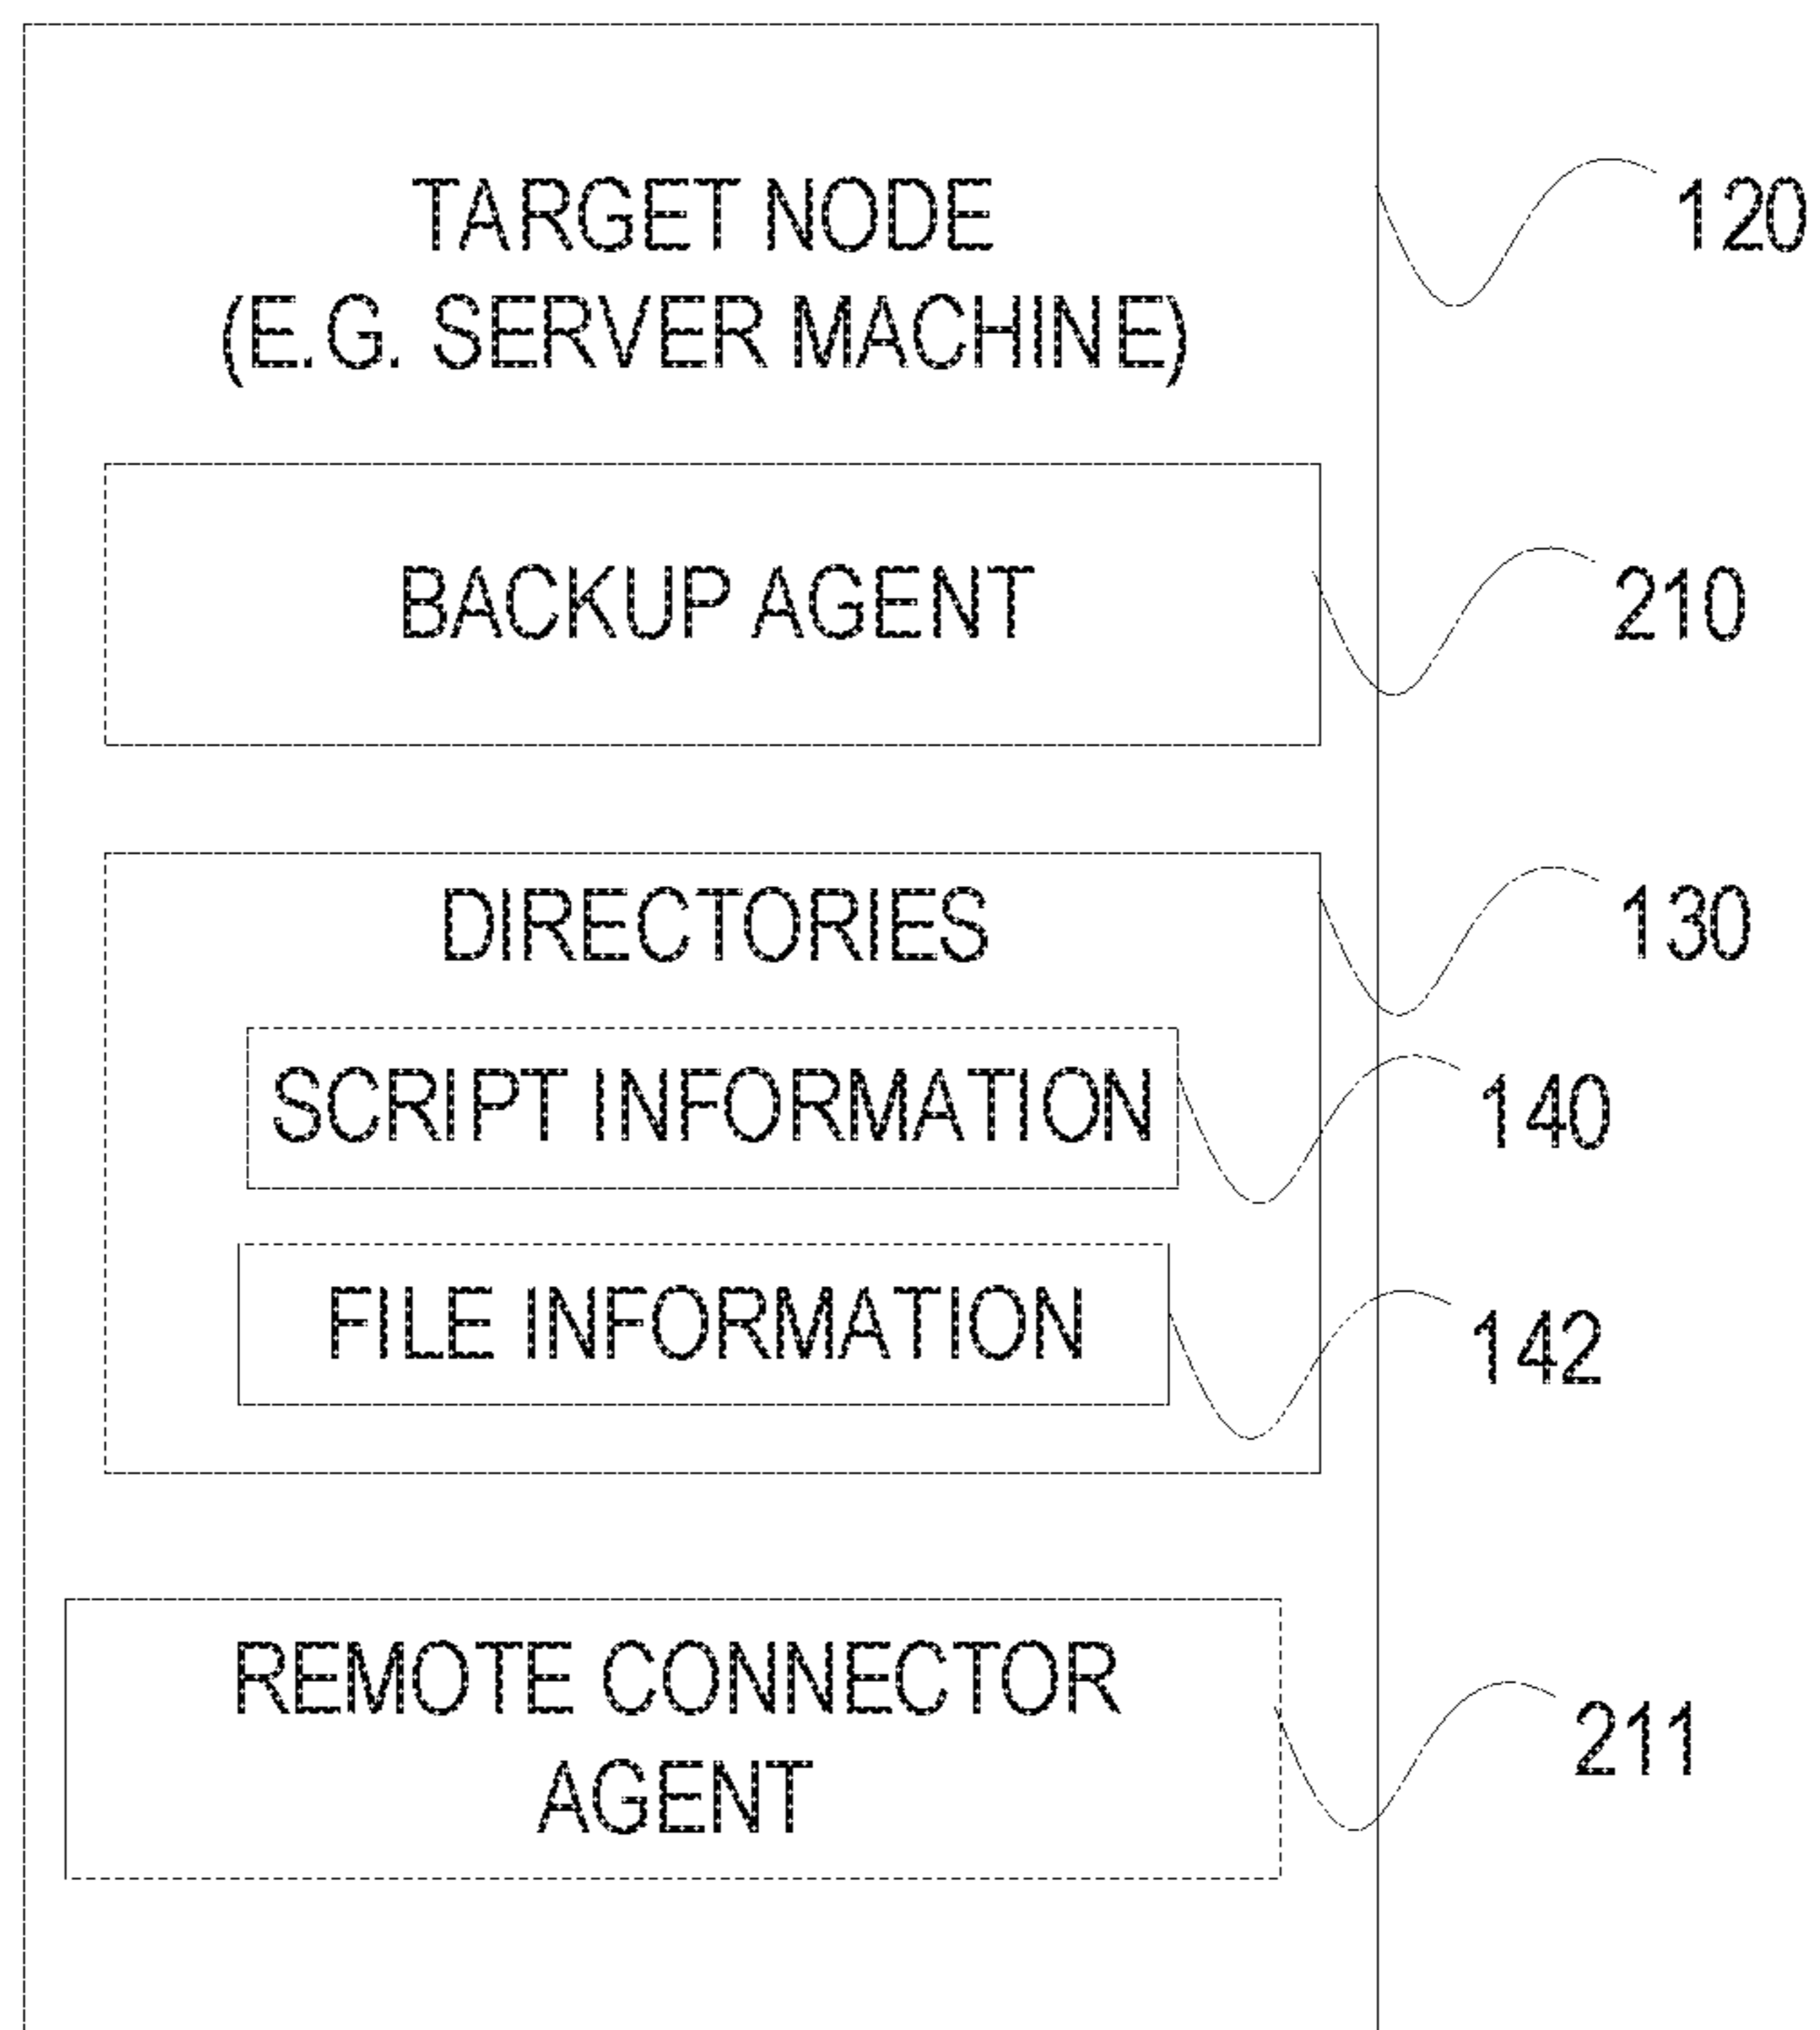 TARGET NODE
(E.G. SERVER MACHINE)
120
BACKUP AGENT
210
DIRECTORIES
130
SCRIPT INFORMATION
140
FILE INFORMATION
142
REMOTE CONNECTOR
AGENT
211